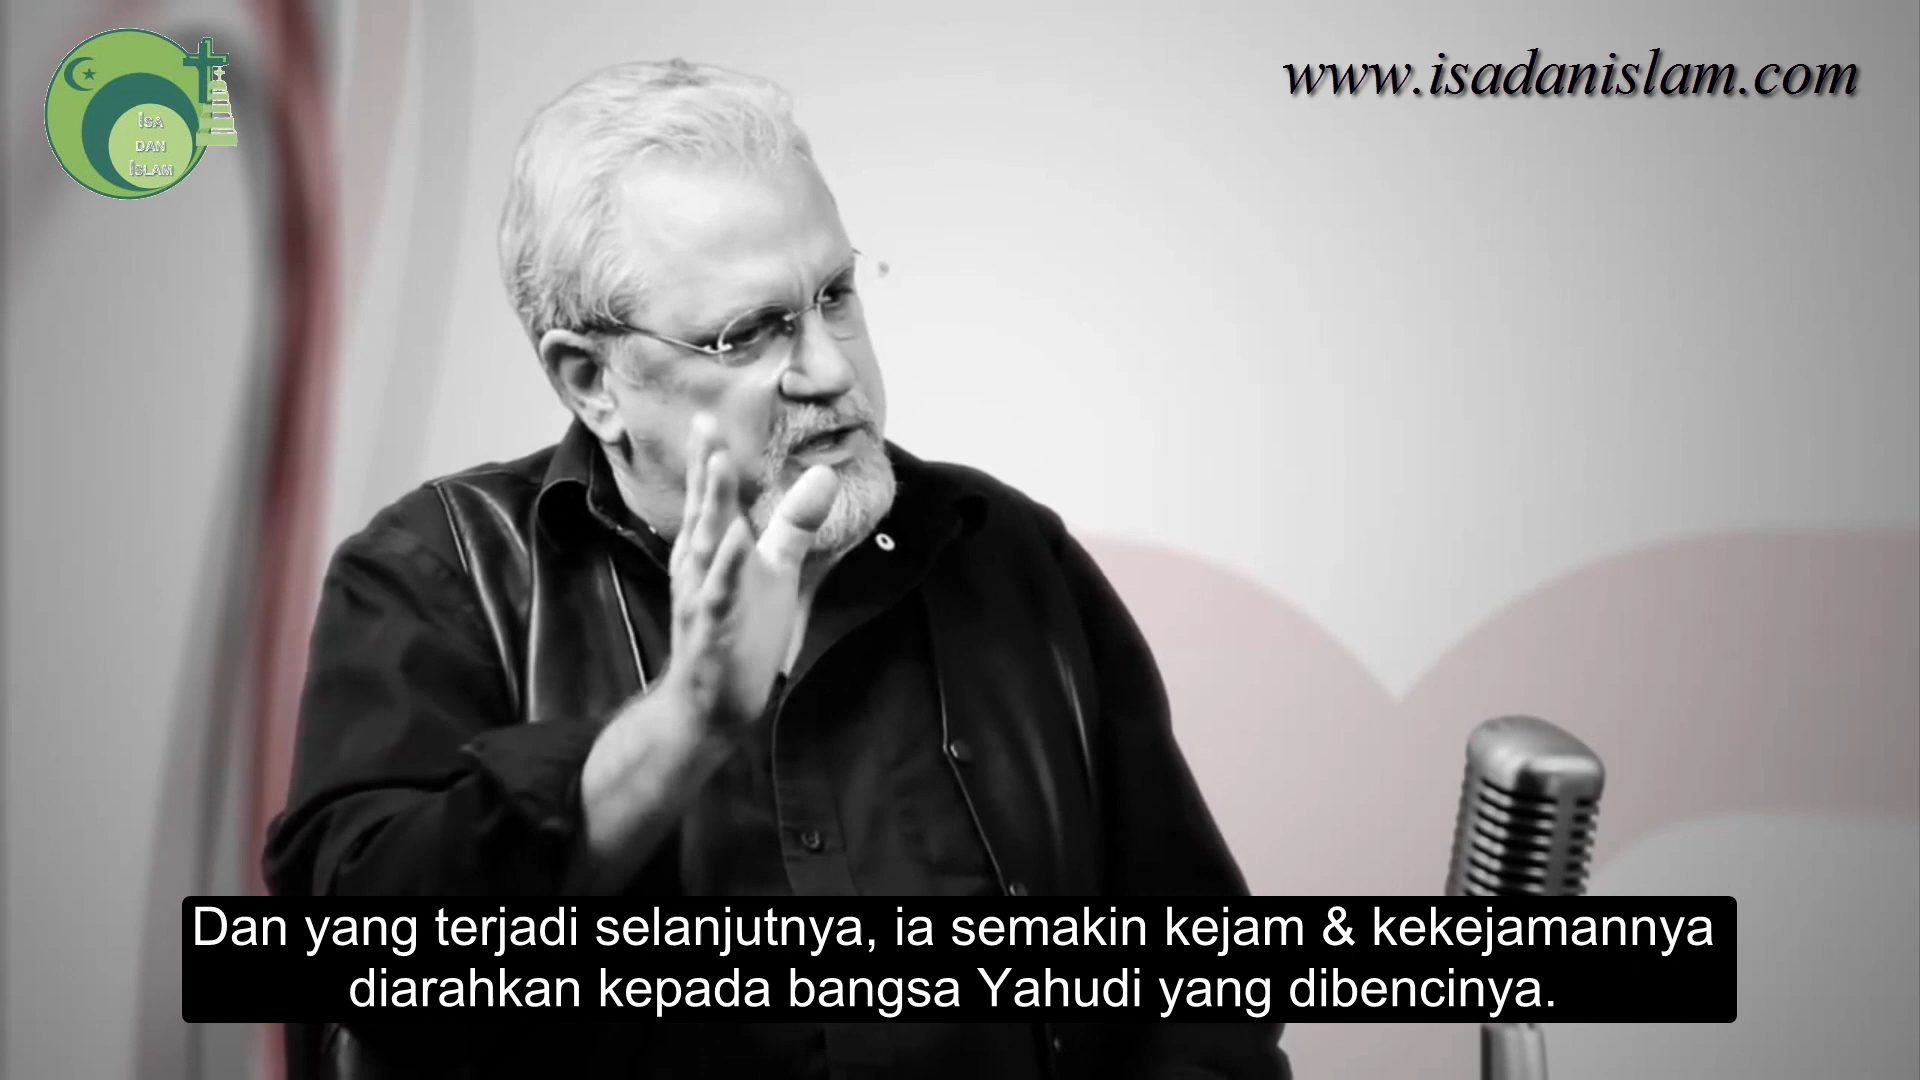 www.isadanislam.com
Isa
dan
Islam
Dan yang terjadi selanjutnya, ia semakin kejam & kekejamannya
diarahkan kepada bangsa Yahudi yang dibencinya.